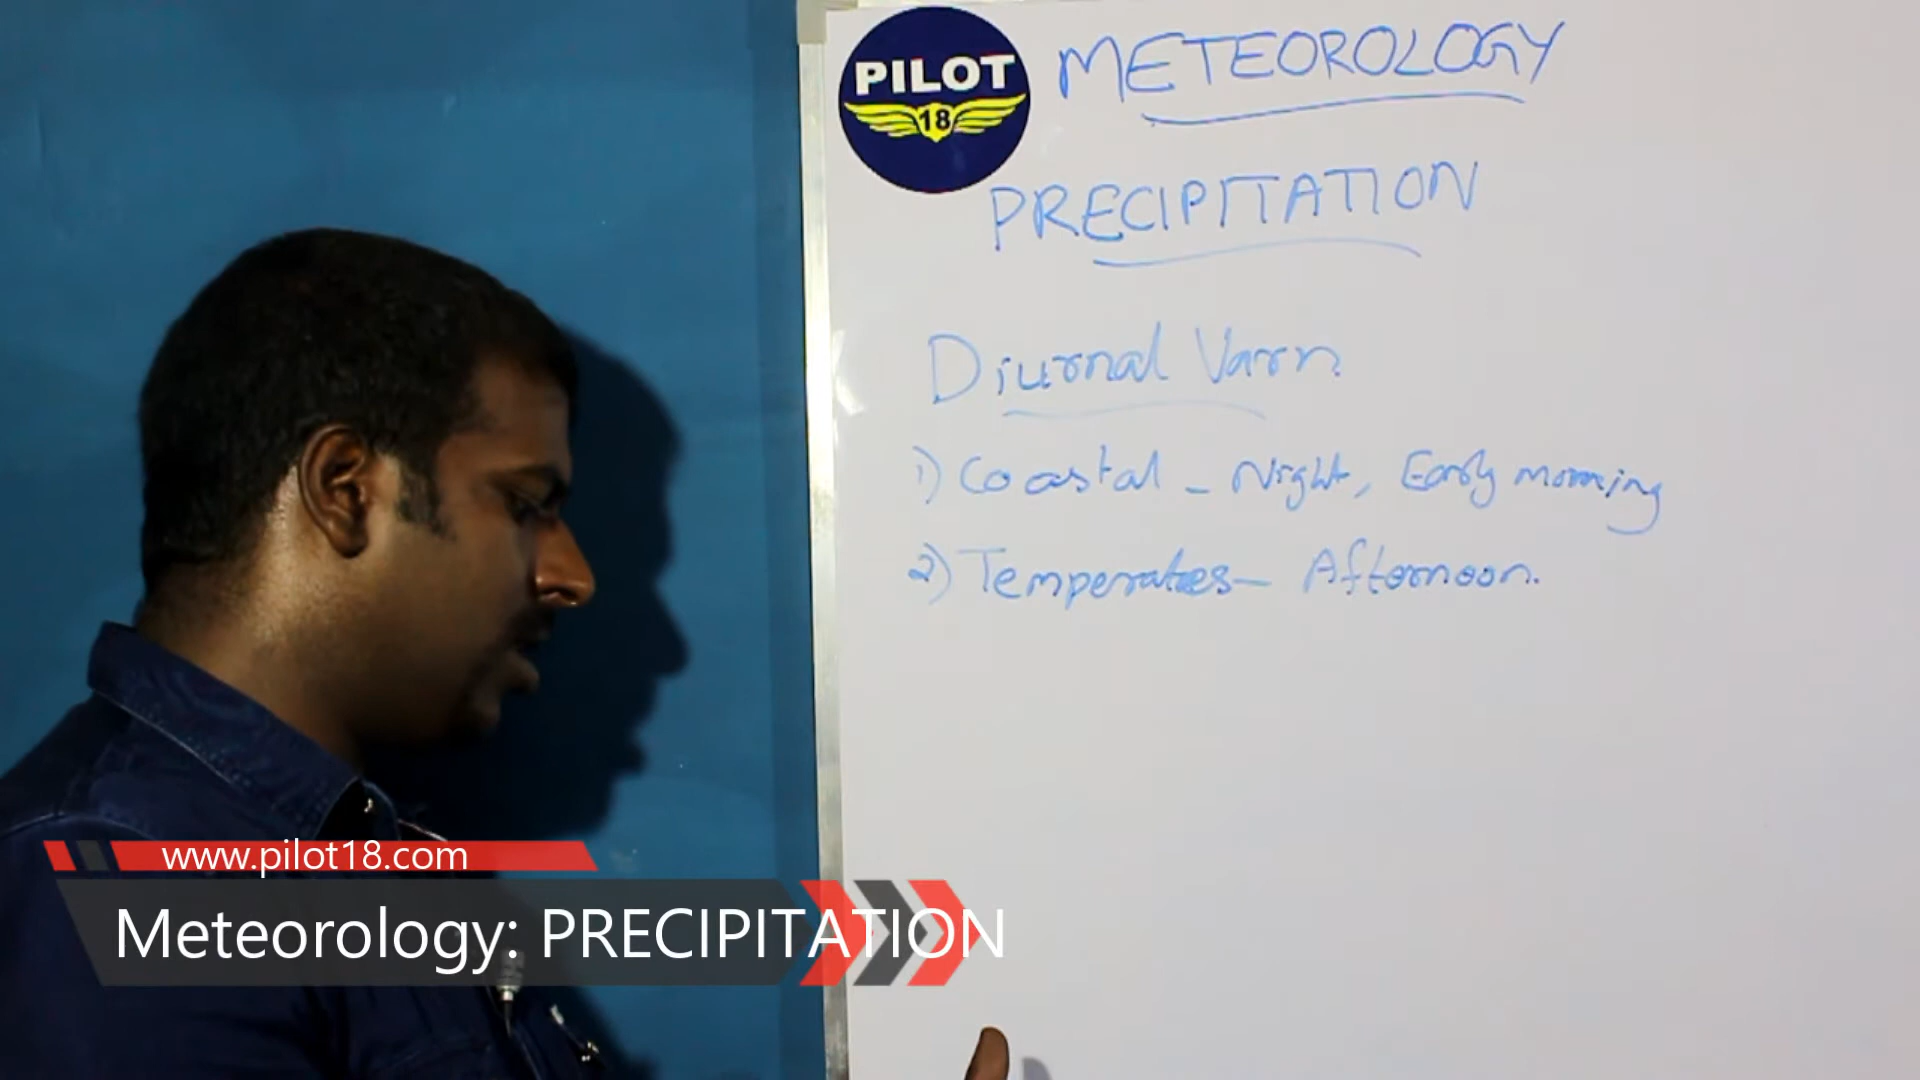 PILOT
18
METEOROLOGY
PRECIPITATION
Diurnal Varn.
1) Coastal - Night, Early morning
2) Temperates - Afternoon.
www.pilot18.com
Meteorology: PRECIPITATION